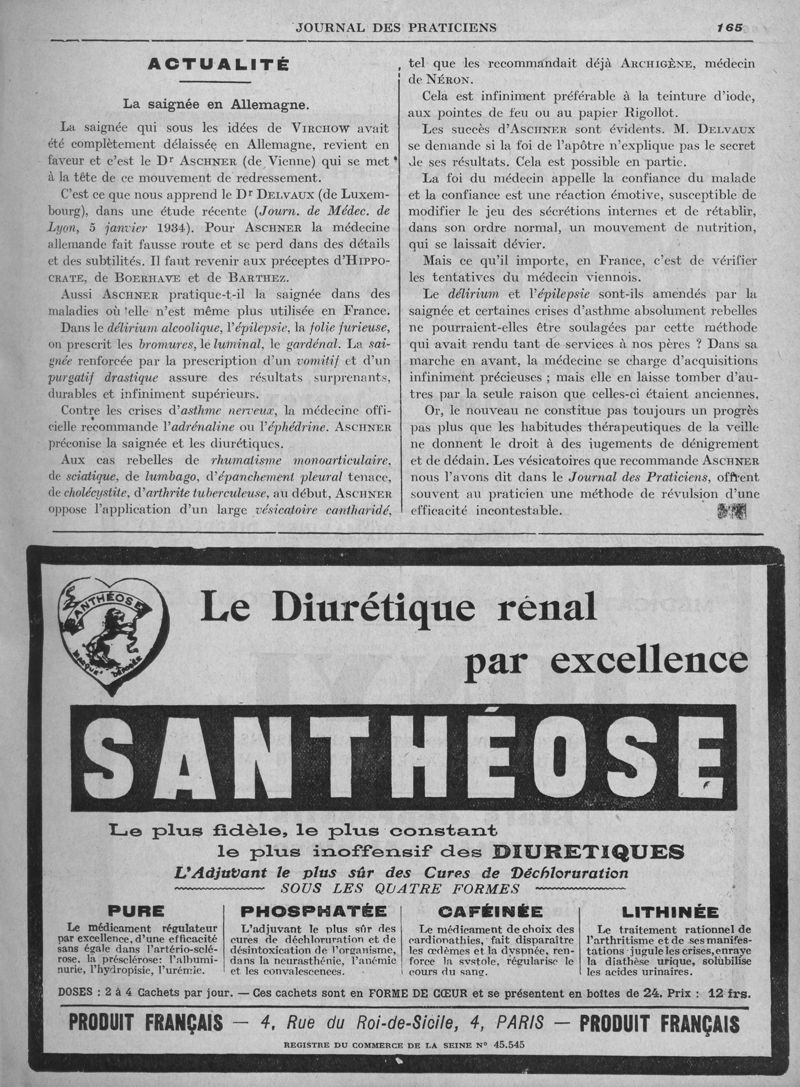 JOURNAL DES PRATICIENS
165
ACTUALITÉ
La saignée en Allemagne.
La saignée qui sous les idées de VIRCHOW avait
été complètement délaissée en Allemagne, revient en
faveur et c'est le Dr ASCHNER (de Vienne) qui se met
à la tête de ce mouvement de redressement.
C'est ce que nous apprend le Dr DELVAUX (de Luxem-
bourg), dans une étude récente (Journ. de Médec. de
Lyon, 5 janvier 1934). Pour ASCHNER la médecine
allemande fait fausse route et se perd dans des détails
et des subtilités. Il faut revenir aux préceptes d'HIPPO-
CRATE, de BOERHAVE et de BARTHEZ.
Aussi ASCHNER pratique-t-il la saignée dans des
maladies où 'elle n'est même plus utilisée en France.
Dans le délirium alcoolique, l'épilepsie, la folie furieuse,
on prescrit les bromures, le luminal, le gardénal. La sai-
gnée renforcée par la prescription d'un vomitif et d'un
purgatif drastique assure des résultats surprenants,
durables et infiniment supérieurs.
Contre les crises d'asthme nerveux, la médecine offi-
cielle recommande l'adrénaline ou l'éphédrine. ASCHNER
préconise la saignée et les diurétiques.
Aux cas rebelles de rhumatisme monoarticulaire,
de sciatique, de lumbago, d'épanchement pleural tenace,
de cholécystite, d'arthrite tuberculeuse, au début, ASCHNER
oppose l'application d'un large vésicatoire cantharidé,
tel que les recommandait déjà ARCHIGÈNE, médecin
de NÉRON.
Cela est infiniment préférable à la teinture d'iode,
aux pointes de feu ou au papier Rigollot.
Les succès d'ASCHNER sont évidents. M. DELVAUX
se demande si la foi de l'apôtre n'explique pas le secret
de ses résultats. Cela est possible en partie.
La foi du médecin appelle la confiance du malade
et la confiance est une réaction émotive, susceptible de
modifier le jeu des sécrétions internes et de rétablir,
dans son ordre normal, un mouvement de nutrition,
qui se laissait dévier.
Mais ce qu'il importe, en France, c'est de vérifier
les tentatives du médecin viennois.
Le délirium et l'épilepsie sont-ils amendés par la
saignée et certaines crises d'asthme absolument rebelles
ne pourraient-elles être soulagées par cette méthode
qui avait rendu tant de services à nos pères ? Dans sa
marche en avant, la médecine se charge d'acquisitions
infiniment précieuses ; mais elle en laisse tomber d'au-
tres par la seule raison que celles-ci étaient anciennes.
Or, le nouveau ne constitue pas toujours un progrès
pas plus que les habitudes thérapeutiques de la veille
ne donnent le droit à des jugements de dénigrement
et de dédain. Les vésicatoires que recommande ASCHNER
nous l'avons dit dans le Journal des Praticiens, offrent
souvent au praticien une méthode de révulsion d'une
efficacité incontestable.
SANTHÉOSE
MARQUE DÉPOSÉE
Le Diurétique rénal
par excellence
SANTHÉOSE
Le plus fidèle, le plus constant
le plus inoffensif des DIURETIQUES
L'Adjuvant le plus sûr des Cures de Déchloruration
SOUS LES QUATRE FORMES
PURE
Le médicament régulateur
par excellence, d'une efficacité
sans égale dans l'artério-sclé-
rose, la présclérose: l'albumi-
nurie, l'hydropisie, l'urémie.
PHOSPHATÉE
L'adjuvant le plus sûr des
cures de déchloruration et de
désintoxication de l'organisme,
dans la neurasthénie, l'anémie
et les convalescences.
CAFÉINÉE
Le médicament de choix des
cardionathies, fait disparaître
les œdèmes et la dyspnée, ren-
force la systole, régularise le
cours du sang.
LITHINÉE
Le traitement rationnel de
l'arthritisme et de ses manifes-
tations ; jugule les crises, enraye
la diathèse urique, solubilise
les acides urinaires.
DOSES : 2 à 4 Cachets par jour. — Ces cachets sont en FORME DE CŒUR et se présentent en boîtes de 24. Prix : 12 frs.
PRODUIT FRANÇAIS — 4, Rue du Roi-de-Sicile, 4, PARIS — PRODUIT FRANÇAIS
REGISTRE DU COMMERCE DE LA SEINE N° 45.545